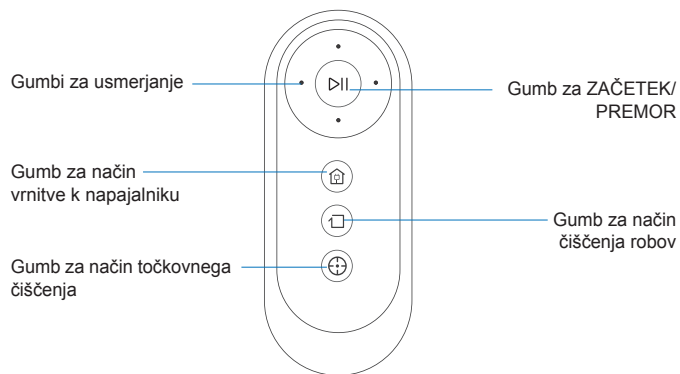 Gumbi za usmerjanje
Gumb za ZAČETEK/
PREMOR
Gumb za način
vrnitve k napajalniku
Gumb za način
čiščenja robov
Gumb za način točkovnega
čiščenja